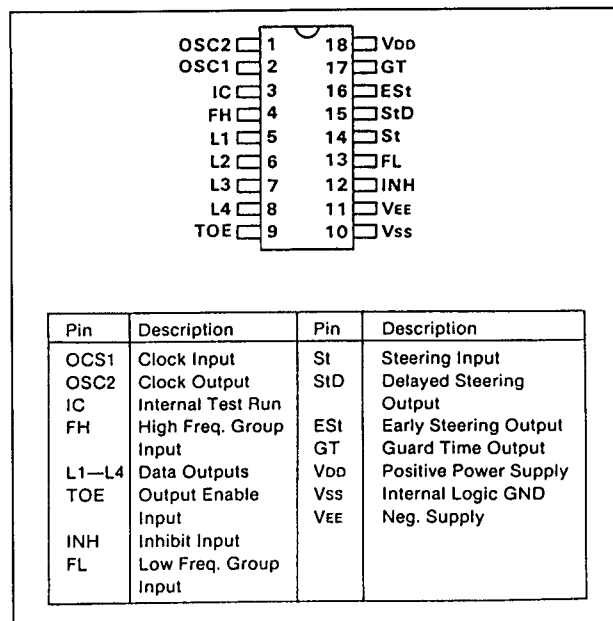 OSC2 1 18 VDD
OSC1 2 17 GT
IC 3 16 ESt
FH 4 15 StD
L1 5 14 St
L2 6 13 FL
L3 7 12 INH
L4 8 11 VEE
TOE 9 10 VSS
Pin Description Pin Description
OCS1 Clock Input St Steering Input
OSC2 Clock Output StD Delayed Steering
IC Internal Test Run Output
FH High Freq. Group ESt Early Steering Output
Input GT Guard Time Output
L1—L4 Data Outputs VDD Positive Power Supply
TOE Output Enable VSS Internal Logic GND
Input VEE Neg. Supply
INH Inhibit Input
FL Low Freq. Group
Input